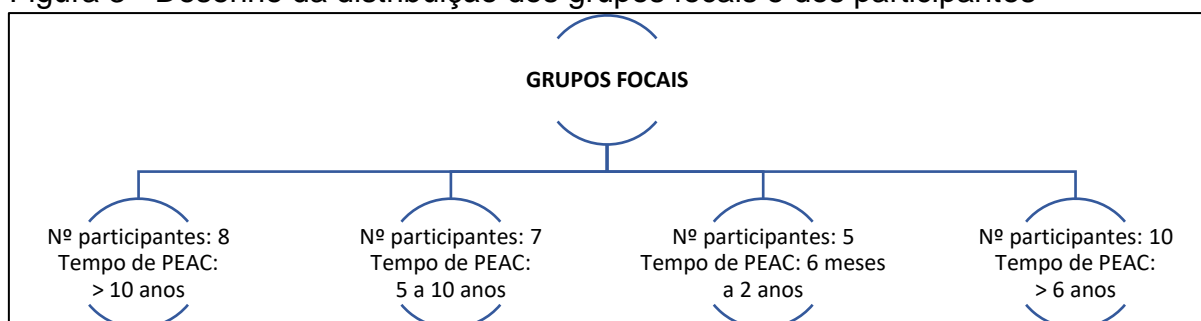 Figura 3 - Desenho da distribuição dos grupos focais e dos participantes
GRUPOS FOCAIS
Nº participantes: 8
Tempo de PEAC:
> 10 anos
Nº participantes: 7
Tempo de PEAC:
5 a 10 anos
Nº participantes: 5
Tempo de PEAC: 6 meses
a 2 anos
Nº participantes: 10
Tempo de PEAC:
> 6 anos